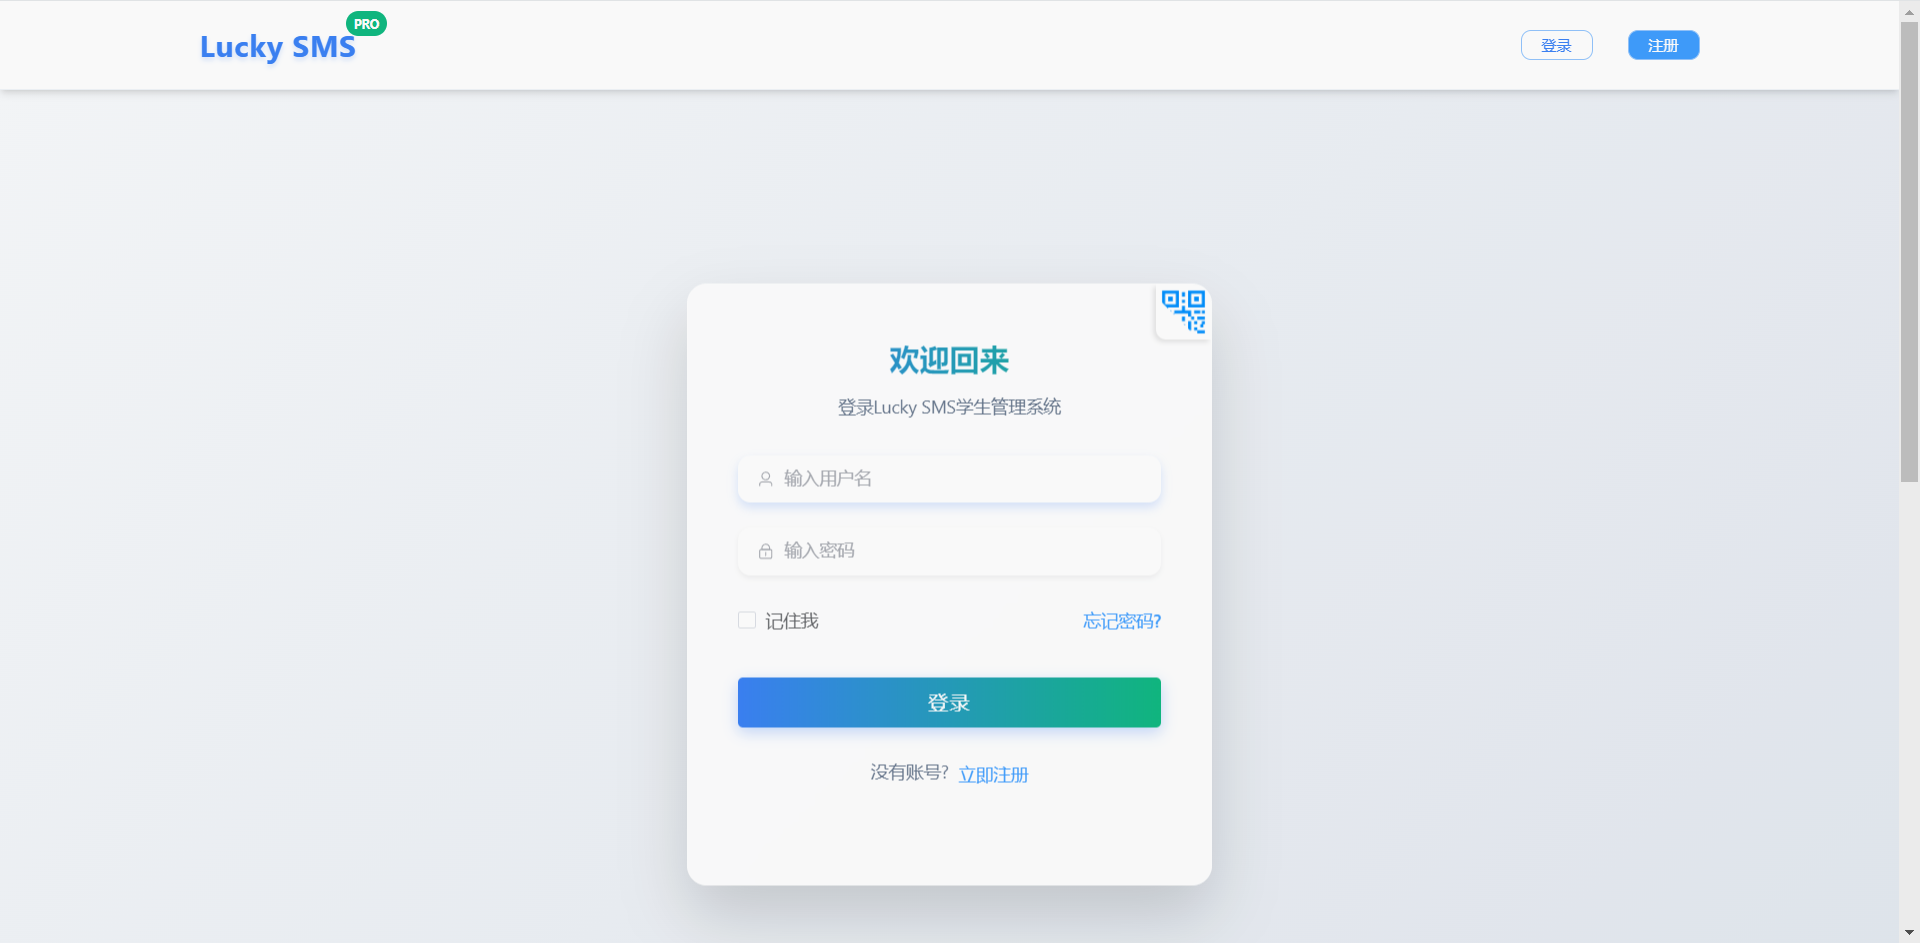 Lucky SMS
PRO
登录
注册
欢迎回来
登录Lucky SMS学生管理系统
输入用户名
输入密码
记住我
忘记密码?
登录
没有账号? 立即注册